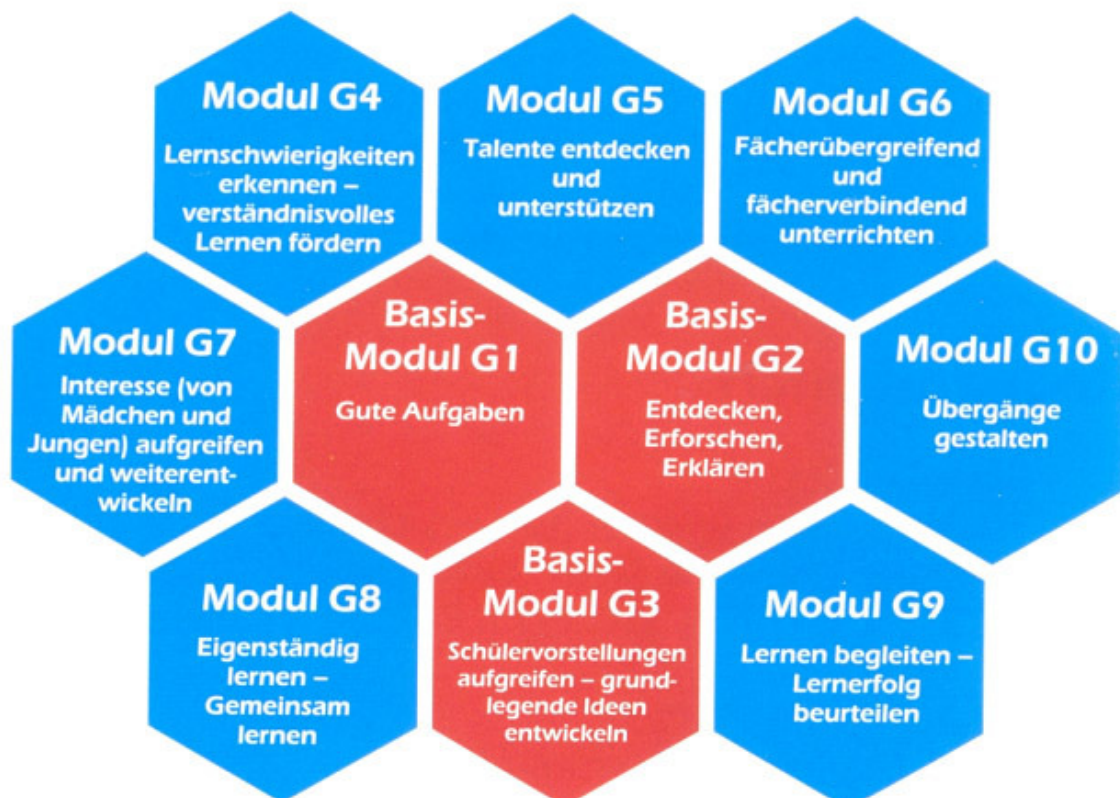 Modul G4
Lernschwierigkeiten
erkennen –
verständnisvolles
Lernen fördern
Modul G5
Talente entdecken
und
unterstützen
Modul G6
Fächerübergreifend
und
fächerverbindend
unterrichten
Modul G7
Interesse (von
Mädchen und
Jungen) aufgreifen
und weiterent-
wickeln
Basis-
Modul G1
Gute Aufgaben
Basis-
Modul G2
Entdecken,
Erforschen,
Erklären
Modul G10
Übergänge
gestalten
Modul G8
Eigenständig
lernen –
Gemeinsam
lernen
Basis-
Modul G3
Schülervorstellungen
aufgreifen – grund-
legende Ideen
entwickeln
Modul G9
Lernen begleiten –
Lernerfolg
beurteilen